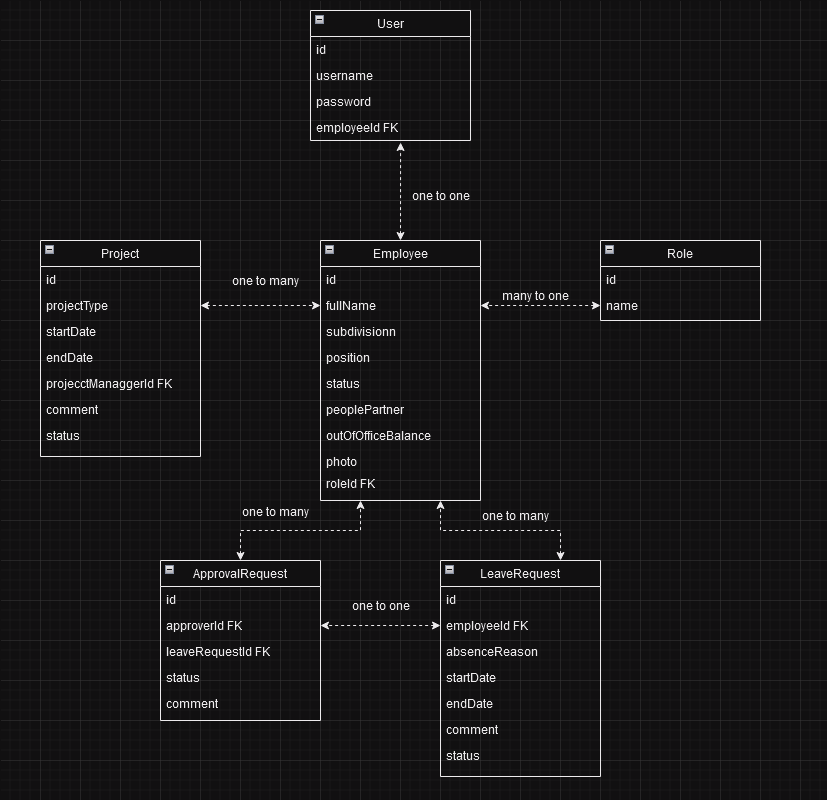 User
id
username
password
employeeId FK
one to one
Project
id
projectType
startDate
endDate
projecctManaggerId FK
comment
status
one to many
Employee
id
fullName
subdivisionn
position
status
peoplePartner
outOfOfficeBalance
photo
roleId FK
many to one
Role
id
name
one to many
one to many
ApprovalRequest
id
approverId FK
leaveRequestId FK
status
comment
one to one
LeaveRequest
id
employeeId FK
absenceReason
startDate
endDate
comment
status